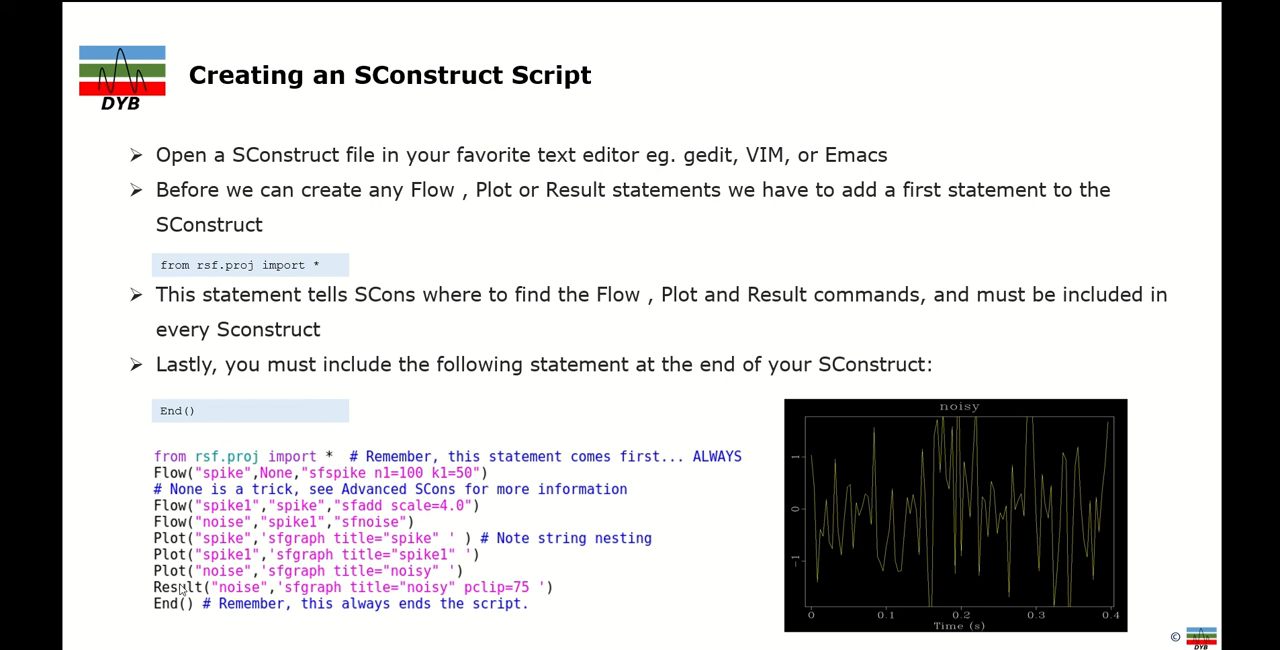 DYB
Creating an SConstruct Script
Open a SConstruct file in your favorite text editor eg. gedit, VIM, or Emacs
Before we can create any Flow , Plot or Result statements we have to add a first statement to the
SConstruct
from rsf.proj import *
This statement tells SCons where to find the Flow , Plot and Result commands, and must be included in
every Sconstruct
Lastly, you must include the following statement at the end of your SConstruct:
End()
from rsf.proj import *  # Remember, this statement comes first... ALWAYS
Flow("spike",None,"sfspike n1=100 k1=50")
# None is a trick, see Advanced SCons for more information
Flow("spike1","spike","sfadd scale=4.0")
Flow("noise","spike1","sfnoise")
Plot("spike",'sfgraph title="spike" ' ) # Note string nesting
Plot("spike1",'sfgraph title="spike1" ')
Plot("noise",'sfgraph title="noisy" ')
Result("noise",'sfgraph title="noisy" pclip=75 ')
End() # Remember, this always ends the script.
noisy
1
0
-1
0 0.1 0.2 0.3 0.4
Time (s)
© DYB